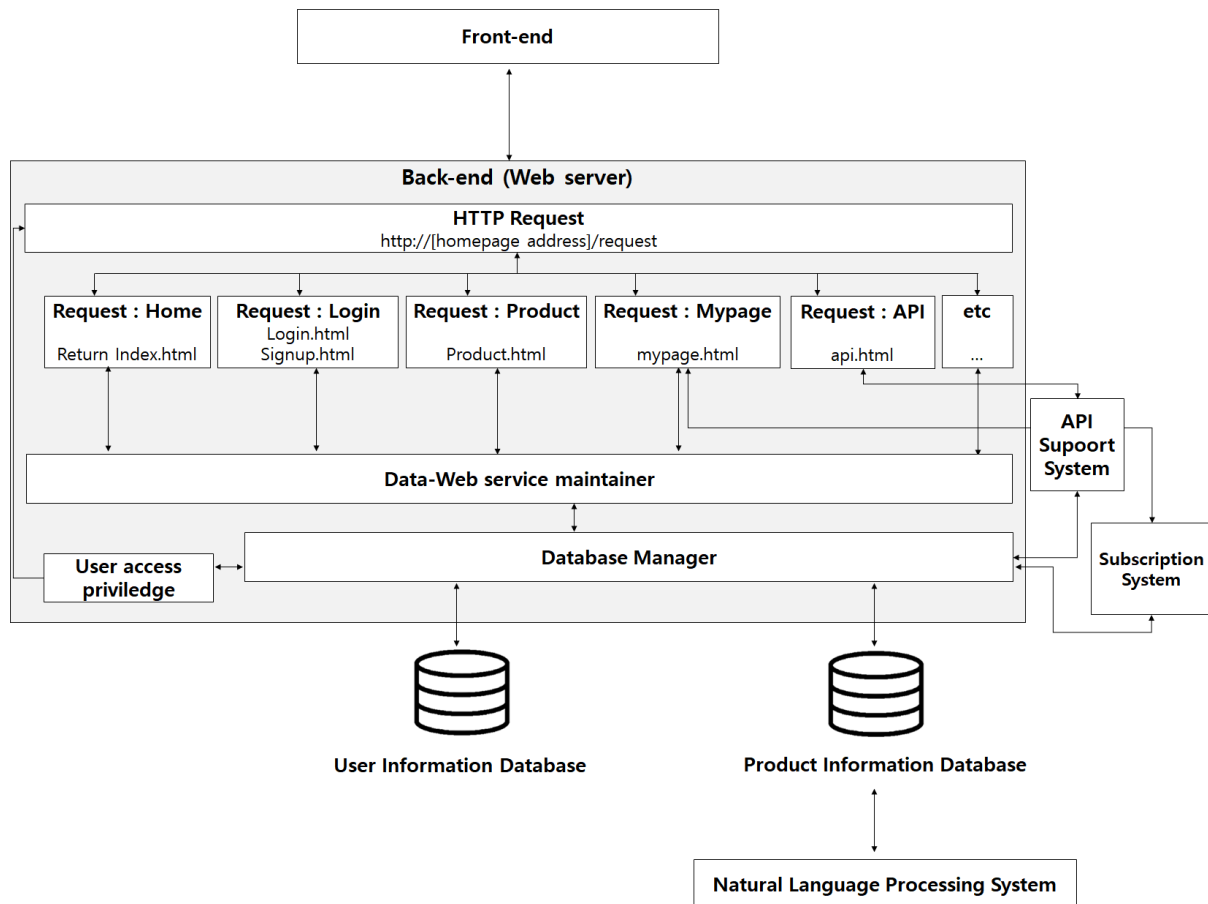 Front-end
Back-end (Web server)
HTTP Request
http://[homepage address]/request
Request : Home
Return Index.html
Request : Login
Login.html
Signup.html
Request : Product
Product.html
Request : Mypage
mypage.html
Request : API
api.html
etc
...
API
Supoort
System
Data-Web service maintainer
Database Manager
User access
priviledge
Subscription
System
User Information Database
Product Information Database
Natural Language Processing System